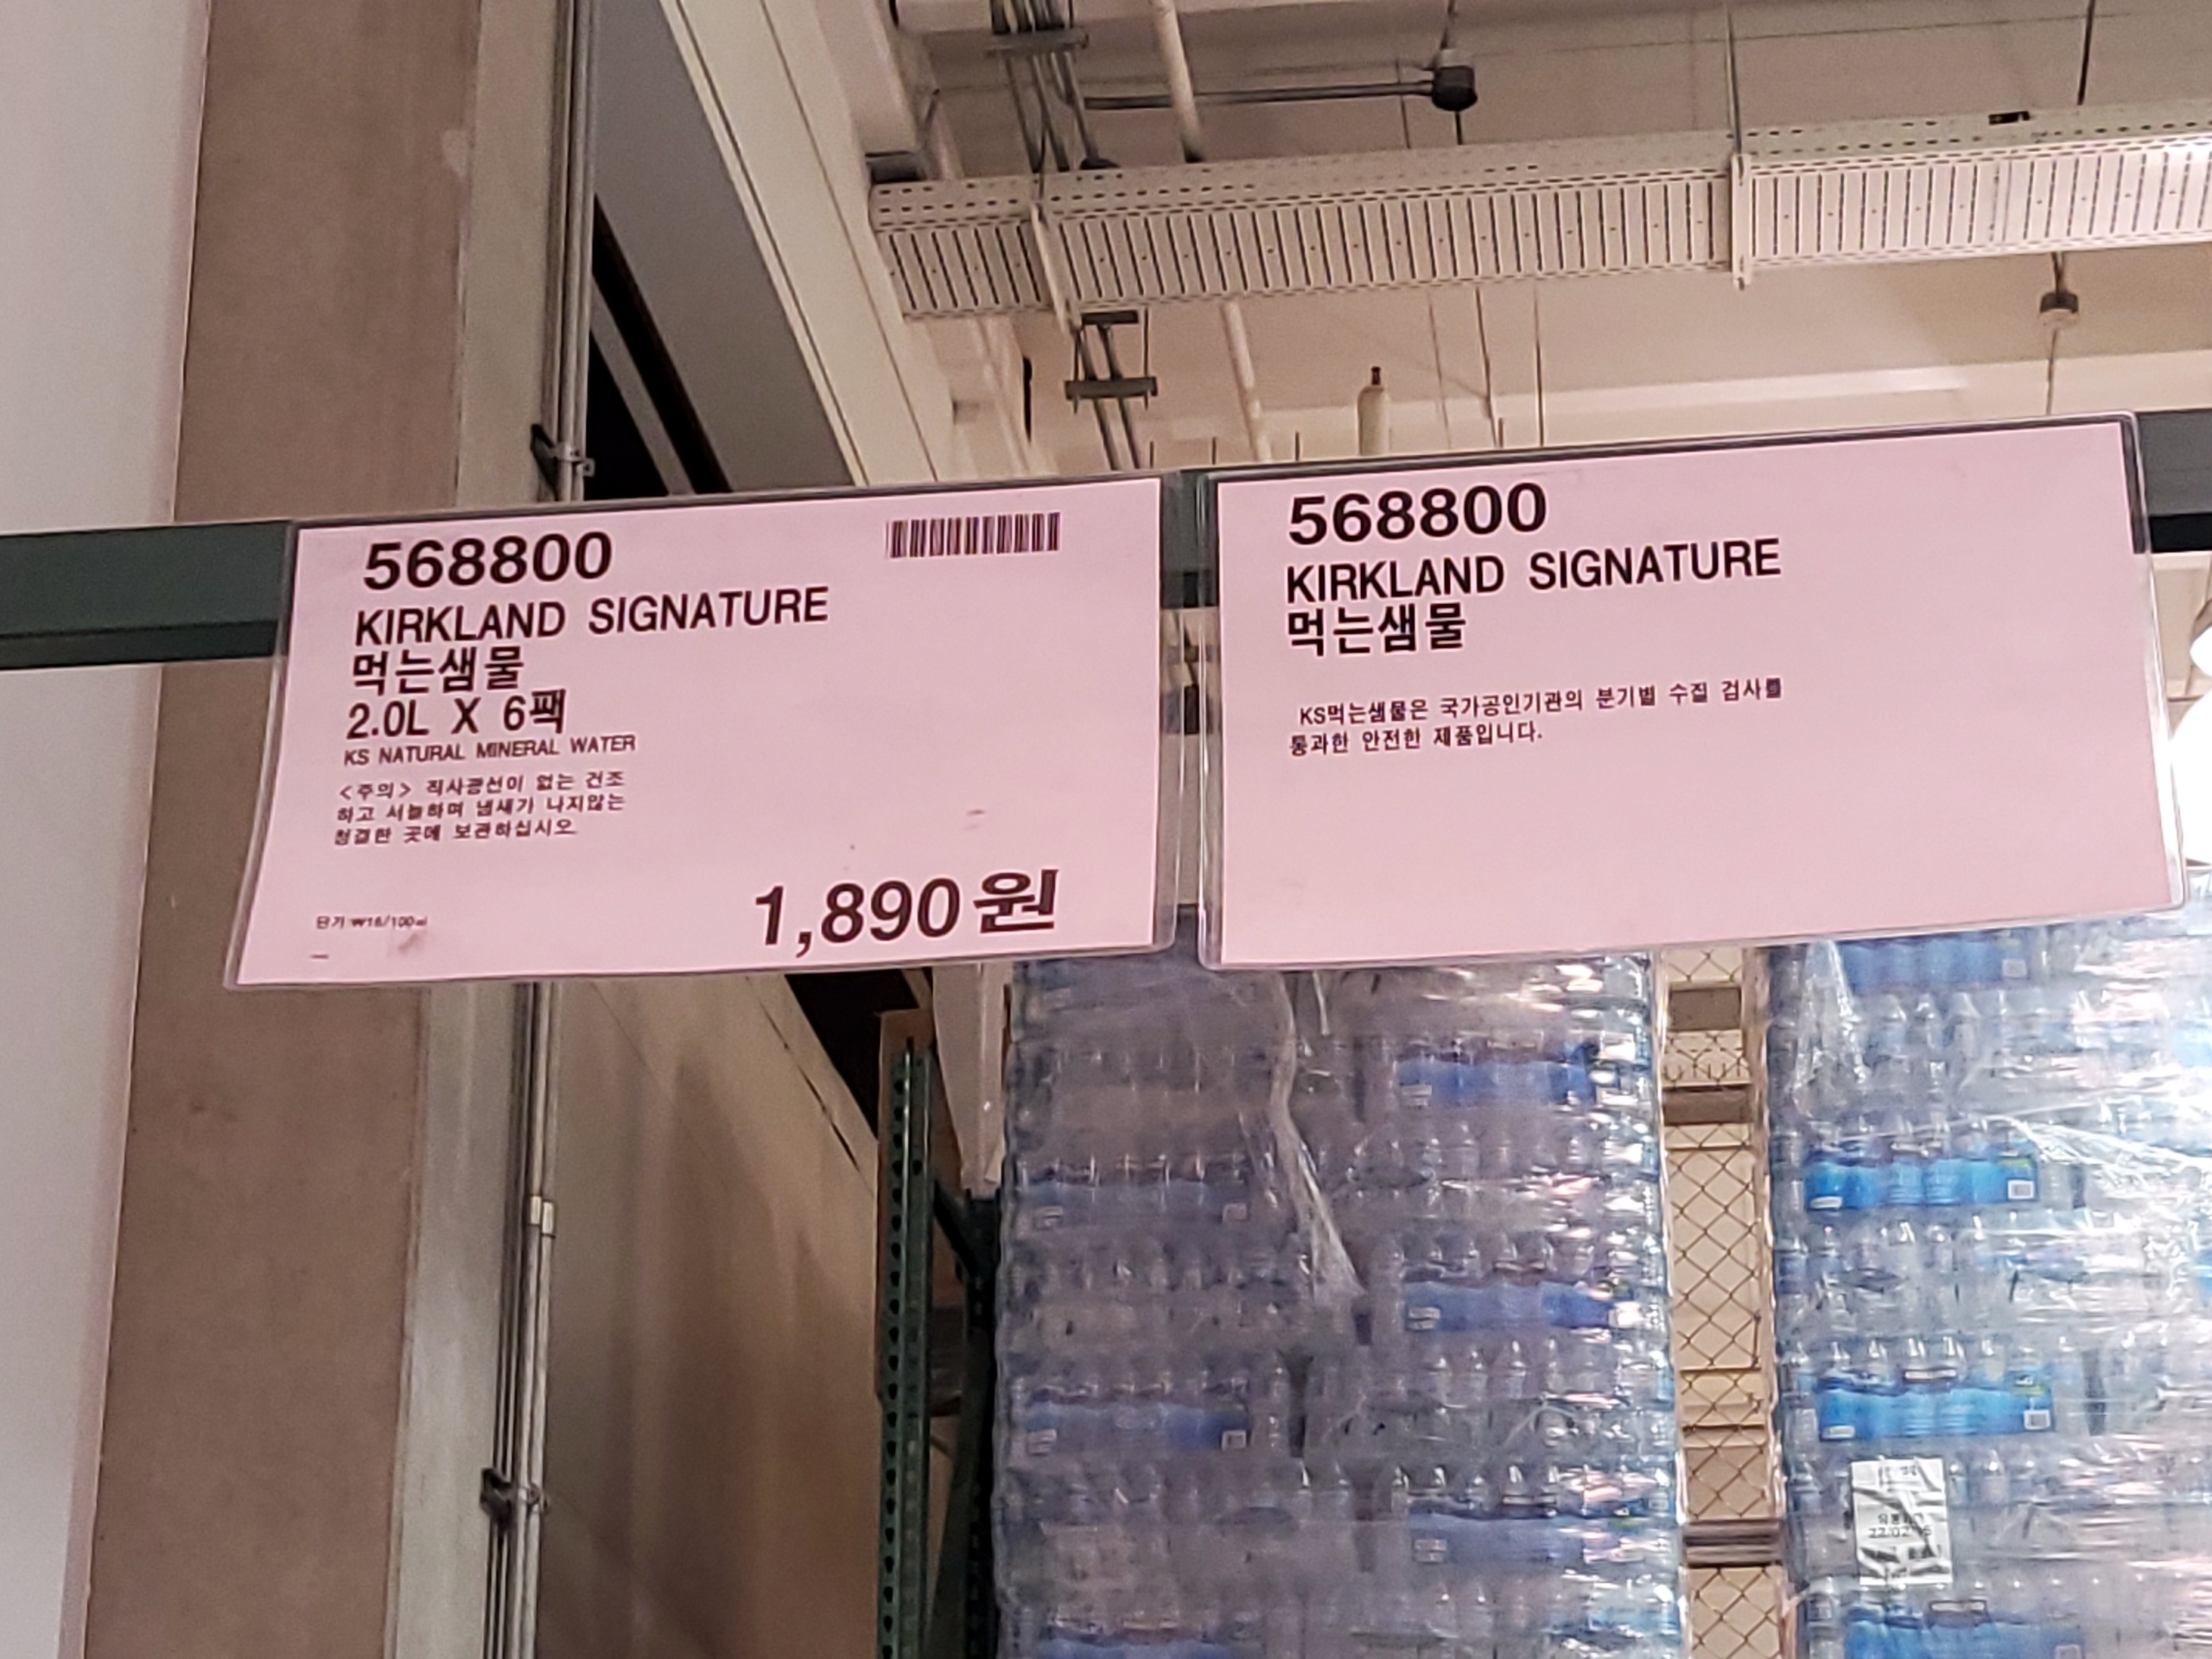 568800
KIRKLAND SIGNATURE
먹는샘물
2.0L X 6팩
KS NATURAL MINERAL WATER
<주의> 직사광선이 없는 건조
하고 서늘하며 냄새가 나지않는
청결한 곳에 보관하십시오
단가 ₩16/100㎖
1,890원
568800
KIRKLAND SIGNATURE
먹는샘물
KS먹는샘물은 국가공인기관의 분기별 수질 검사를
통과한 안전한 제품입니다.